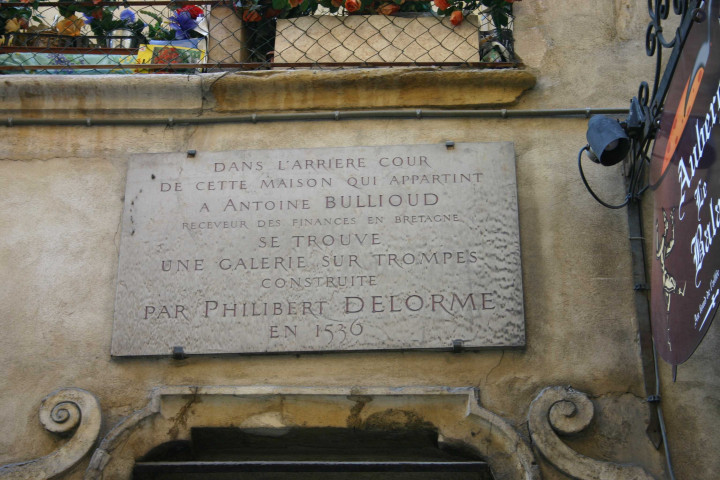 DANS L'ARRIERE COUR
DE CETTE MAISON QUI APPARTINT
A ANTOINE BULLIOUD
RECEVEUR DES FINANCES EN BRETAGNE
SE TROUVE
UNE GALERIE SUR TROMPES
CONSTRUITE
PAR PHILIBERT DELORME
EN 1536